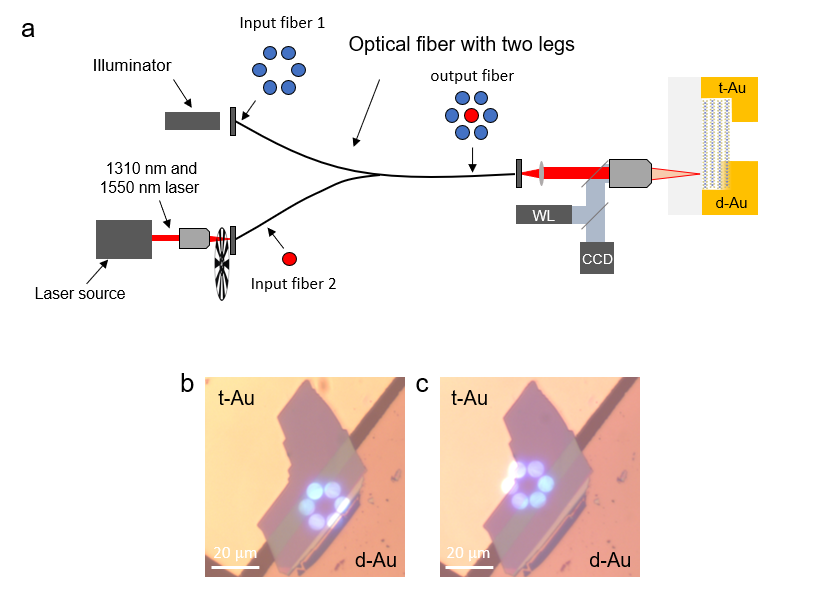 a
Input fiber 1
Optical fiber with two legs
Illuminator
output fiber
t-Au
1310 nm and
1550 nm laser
WL
d-Au
CCD
Input fiber 2
Laser source
b
t-Au
20 μm
d-Au
c
t-Au
20 μm
d-Au